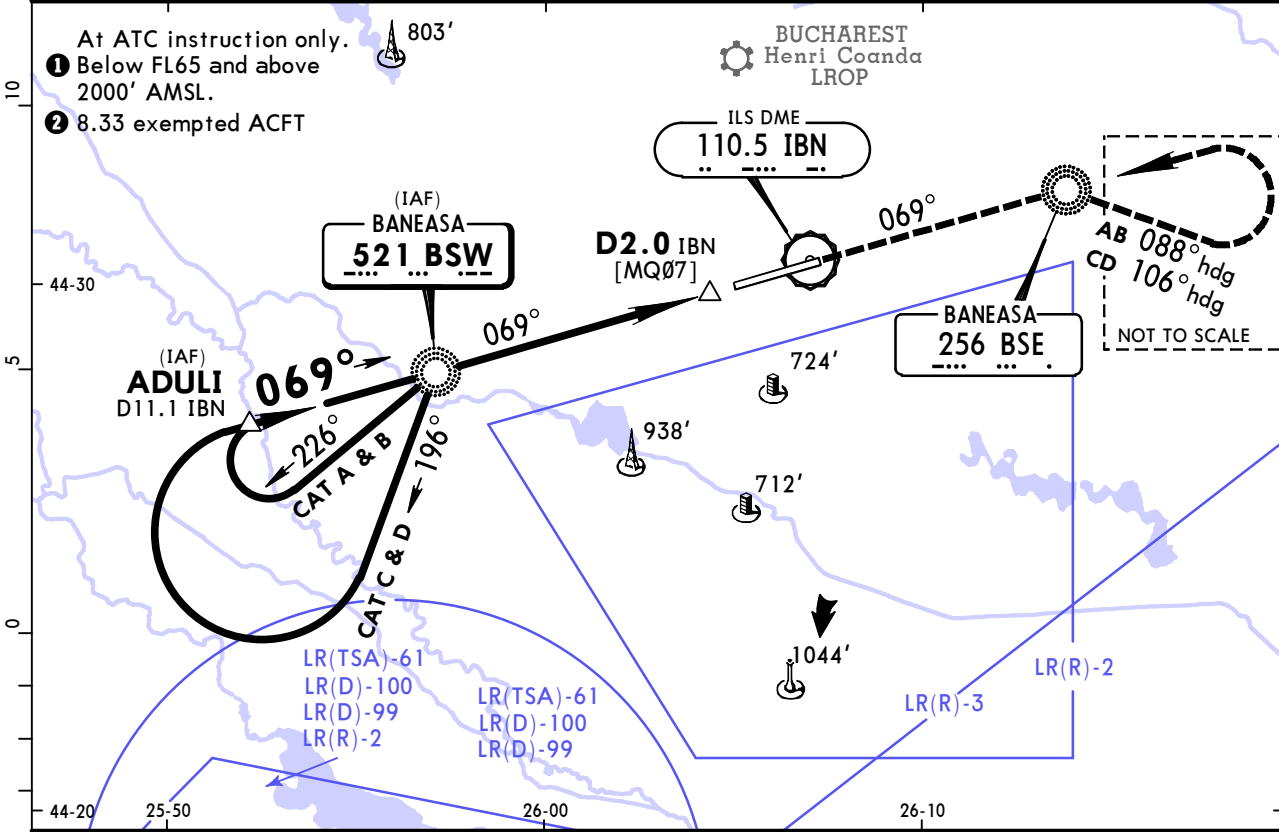 At ATC instruction only.
❶ Below FL65 and above
2000' AMSL.
❷ 8.33 exempted ACFT
803'
BUCHAREST
Henri Coanda
LROP
10
ILS DME
110.5 IBN
.. -... -.
(IAF)
BANEASA
521 BSW
-... ... .--
D2.0 IBN
[MQØ7]
069°
AB 088° hdg
CD 106° hdg
NOT TO SCALE
44-30
069°
BANEASA
256 BSE
-... ... .
5
(IAF)
ADULI
D11.1 IBN
069°
724'
226°
CAT A & B
196°
CAT C & D
938'
712'
0
1044'
LR(TSA)-61
LR(D)-100
LR(D)-99
LR(R)-2
LR(TSA)-61
LR(D)-100
LR(D)-99
LR(R)-2
LR(R)-3
44-20
25-50
26-00
26-10